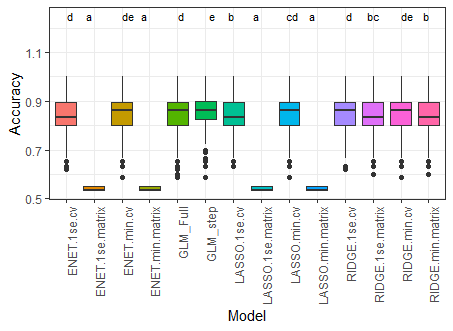 d a de a d e b a cd a d bc de b
1.1
0.9
0.7
0.5
Accuracy
ENET.1se.cv
ENET.1se.matrix
ENET.min.cv
ENET.min.matrix
GLM_Full
GLM_step
LASSO.1se.cv
LASSO.1se.matrix
LASSO.min.cv
LASSO.min.matrix
RIDGE.1se.cv
RIDGE.1se.matrix
RIDGE.min.cv
RIDGE.min.matrix
Model